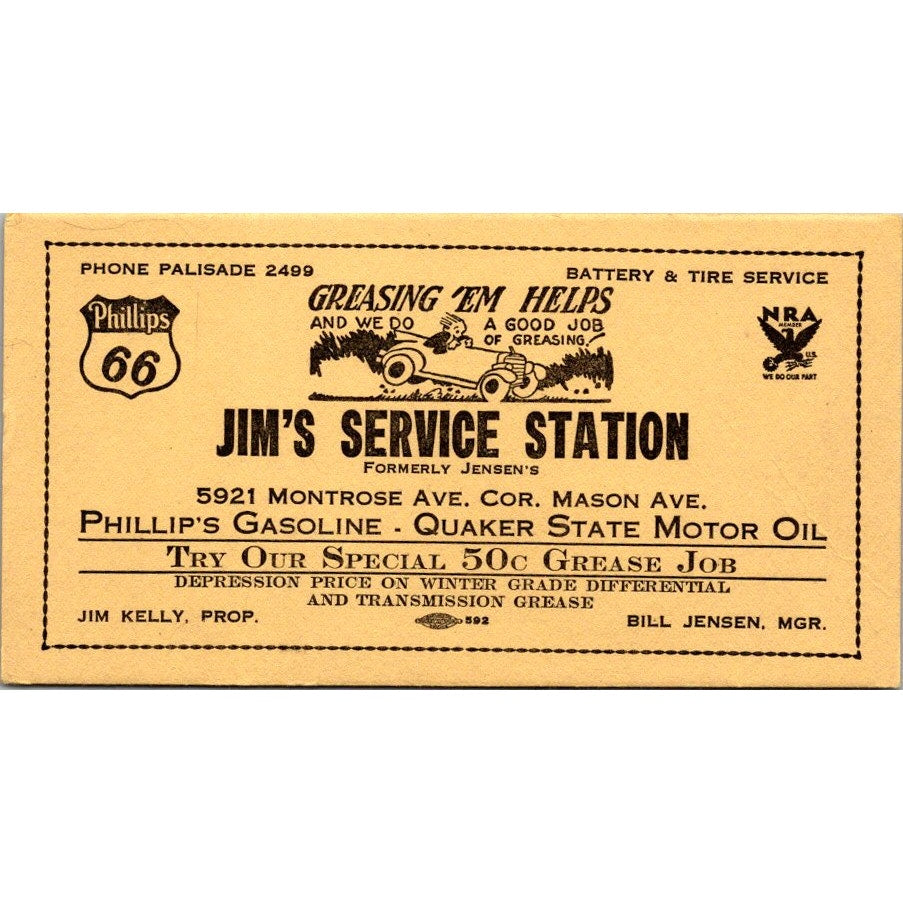 PHONE PALISADE 2499
BATTERY & TIRE SERVICE
Phillips
66
GREASING 'EM HELPS
AND WE DO A GOOD JOB
OF GREASING!
NRA
MEMBER
U.S.
WE DO OUR PART
JIM'S SERVICE STATION
FORMERLY JENSEN'S
5921 MONTROSE AVE. COR. MASON AVE.
PHILLIP'S GASOLINE - QUAKER STATE MOTOR OIL
TRY OUR SPECIAL 50C GREASE JOB
DEPRESSION PRICE ON WINTER GRADE DIFFERENTIAL
AND TRANSMISSION GREASE
JIM KELLY, PROP.
592
BILL JENSEN, MGR.